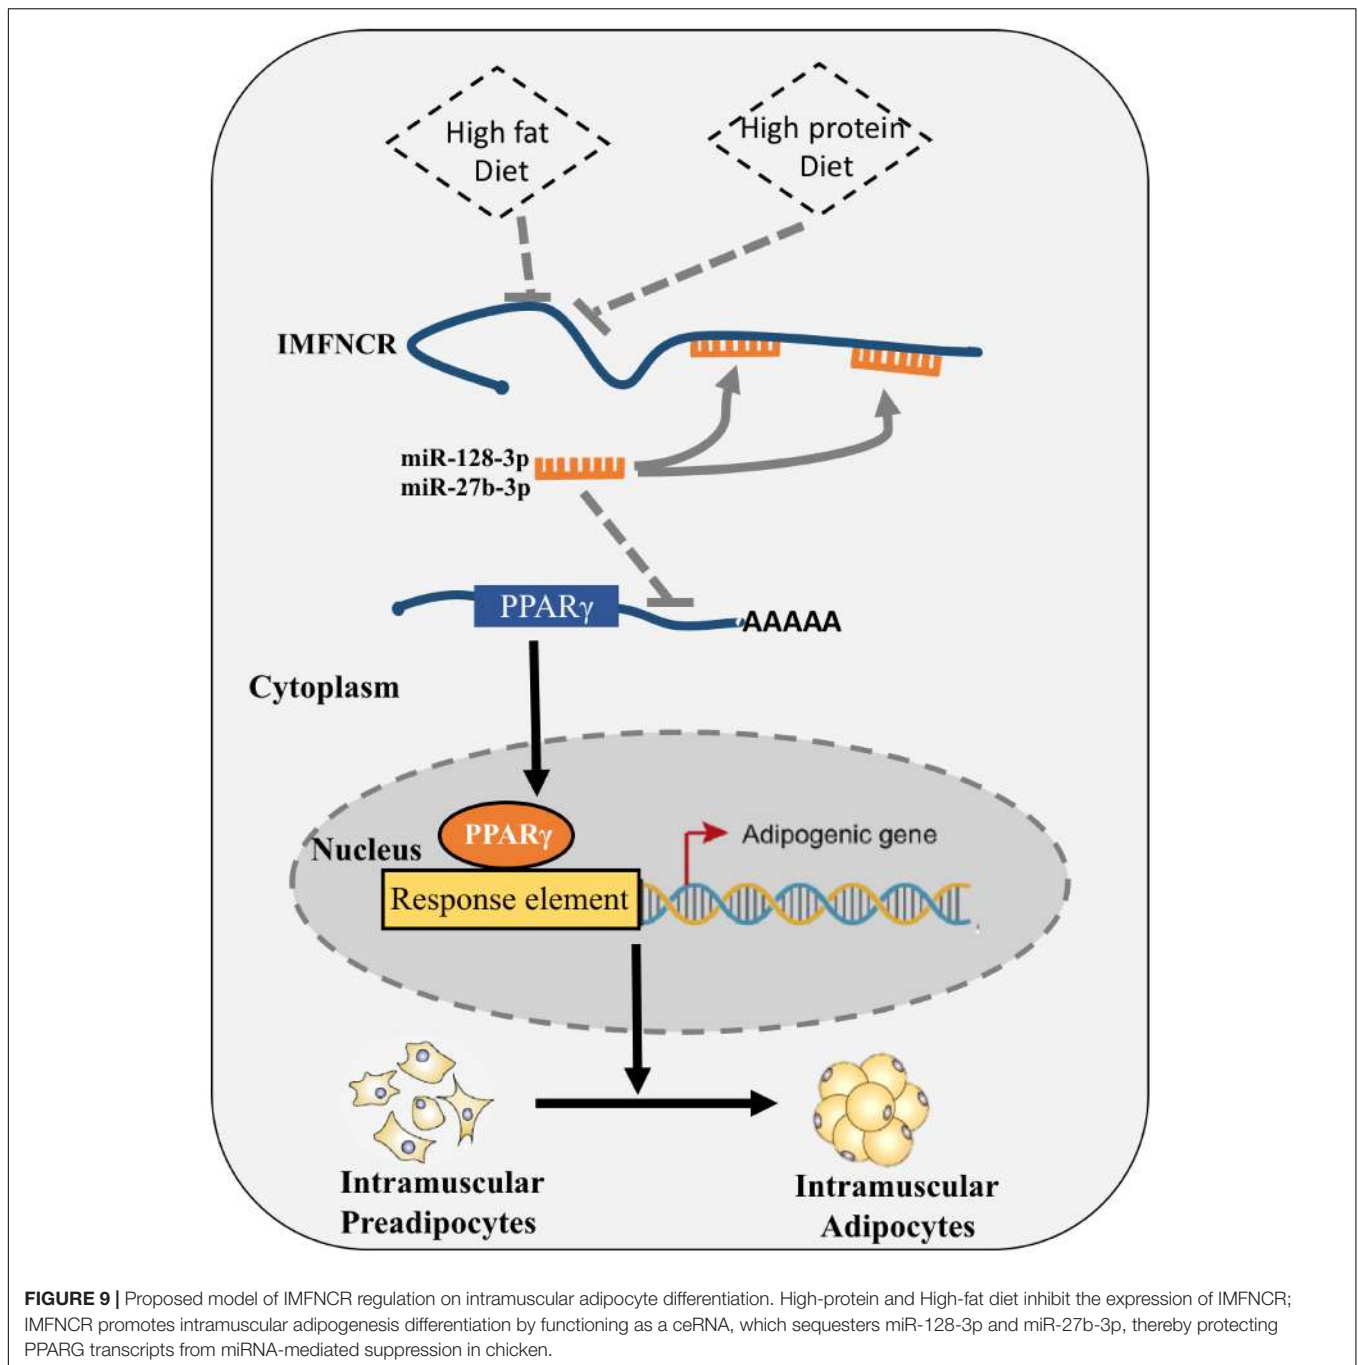 High fat
Diet
High protein
Diet
IMFNCR
miR-128-3p
miR-27b-3p
PPARγ
AAAAA
Cytoplasm
PPARγ
Nucleus
Adipogenic gene
Response element
Intramuscular
Preadipocytes
Intramuscular
Adipocytes
FIGURE 9 | Proposed model of IMFNCR regulation on intramuscular adipocyte differentiation. High-protein and High-fat diet inhibit the expression of IMFNCR;
IMFNCR promotes intramuscular adipogenesis differentiation by functioning as a ceRNA, which sequesters miR-128-3p and miR-27b-3p, thereby protecting
PPARG transcripts from miRNA-mediated suppression in chicken.